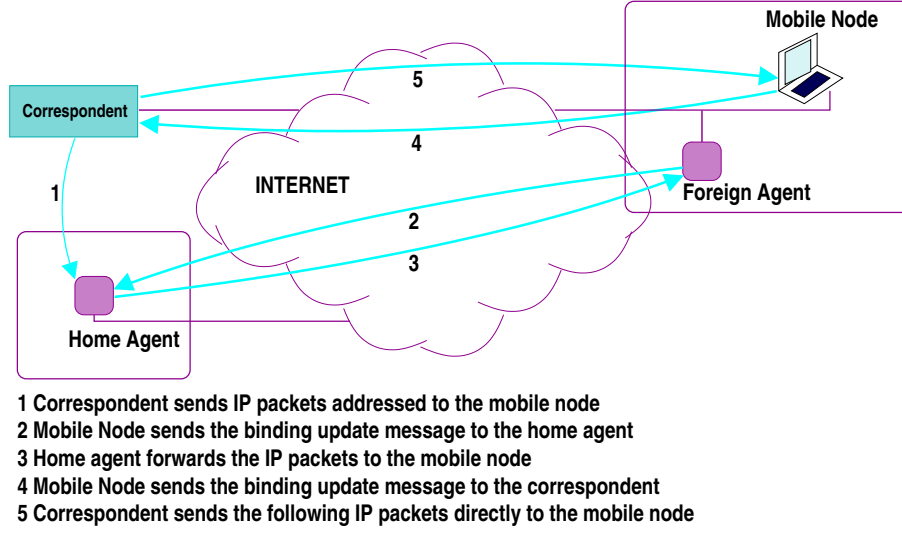 Mobile Node
5
Correspondent
4
1
INTERNET
Foreign Agent
2
3
Home Agent
1 Correspondent sends IP packets addressed to the mobile node
2 Mobile Node sends the binding update message to the home agent
3 Home agent forwards the IP packets to the mobile node
4 Mobile Node sends the binding update message to the correspondent
5 Correspondent sends the following IP packets directly to the mobile node